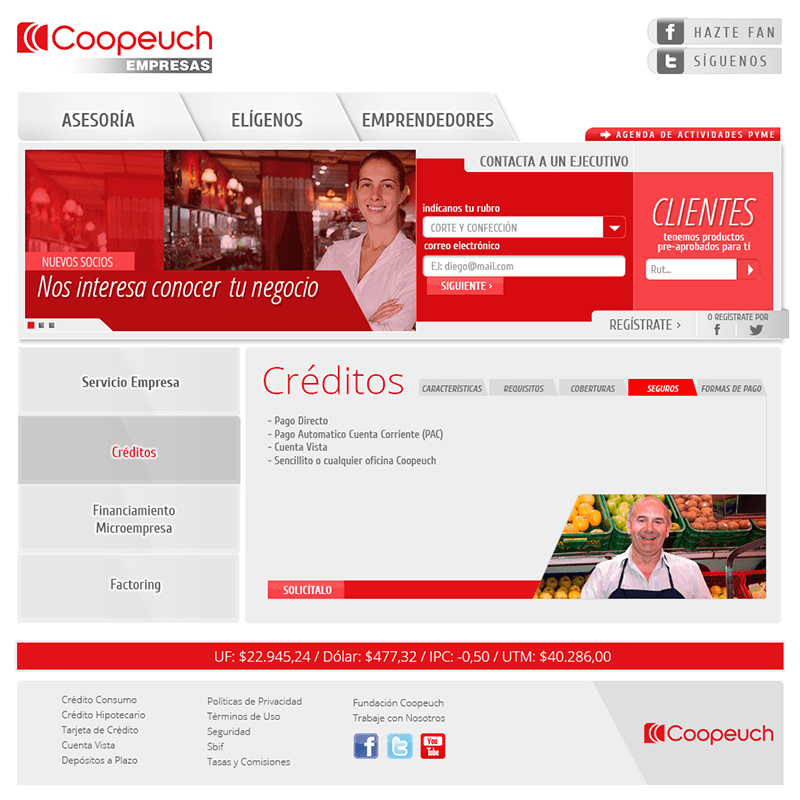 Coopeuch
EMPRESAS
HAZTE FAN
SÍGUENOS
ASESORÍA
ELÍGENOS
EMPRENDEDORES
AGENDA DE ACTIVIDADES PYME
NUEVOS SOCIOS
Nos interesa conocer tu negocio
CONTACTA A UN EJECUTIVO
indícanos tu rubro
CORTE Y CONFECCIÓN
correo electrónico
EJ: diego@mail.com
SIGUIENTE ›
CLIENTES
tenemos productos
pre-aprobados para tí
Rut...
REGÍSTRATE ›
O REGÍSTRATE POR
Servicio Empresa
Créditos
Financiamiento
Microempresa
Factoring
Créditos
CARACTERÍSTICAS
REQUISITOS
COBERTURAS
SEGUROS
FORMAS DE PAGO
- Pago Directo
- Pago Automatico Cuenta Corriente (PAC)
- Cuenta Vista
- Sencillito o cualquier oficina Coopeuch
SOLICÍTALO
UF: $22.945,24 / Dólar: $477,32 / IPC: -0,50 / UTM: $40.286,00
Crédito Consumo
Crédito Hipotecario
Tarjeta de Crédito
Cuenta Vista
Depósitos a Plazo
Políticas de Privacidad
Términos de Uso
Seguridad
Sbif
Tasas y Comisiones
Fundación Coopeuch
Trabaje con Nosotros
You
Tube
Coopeuch